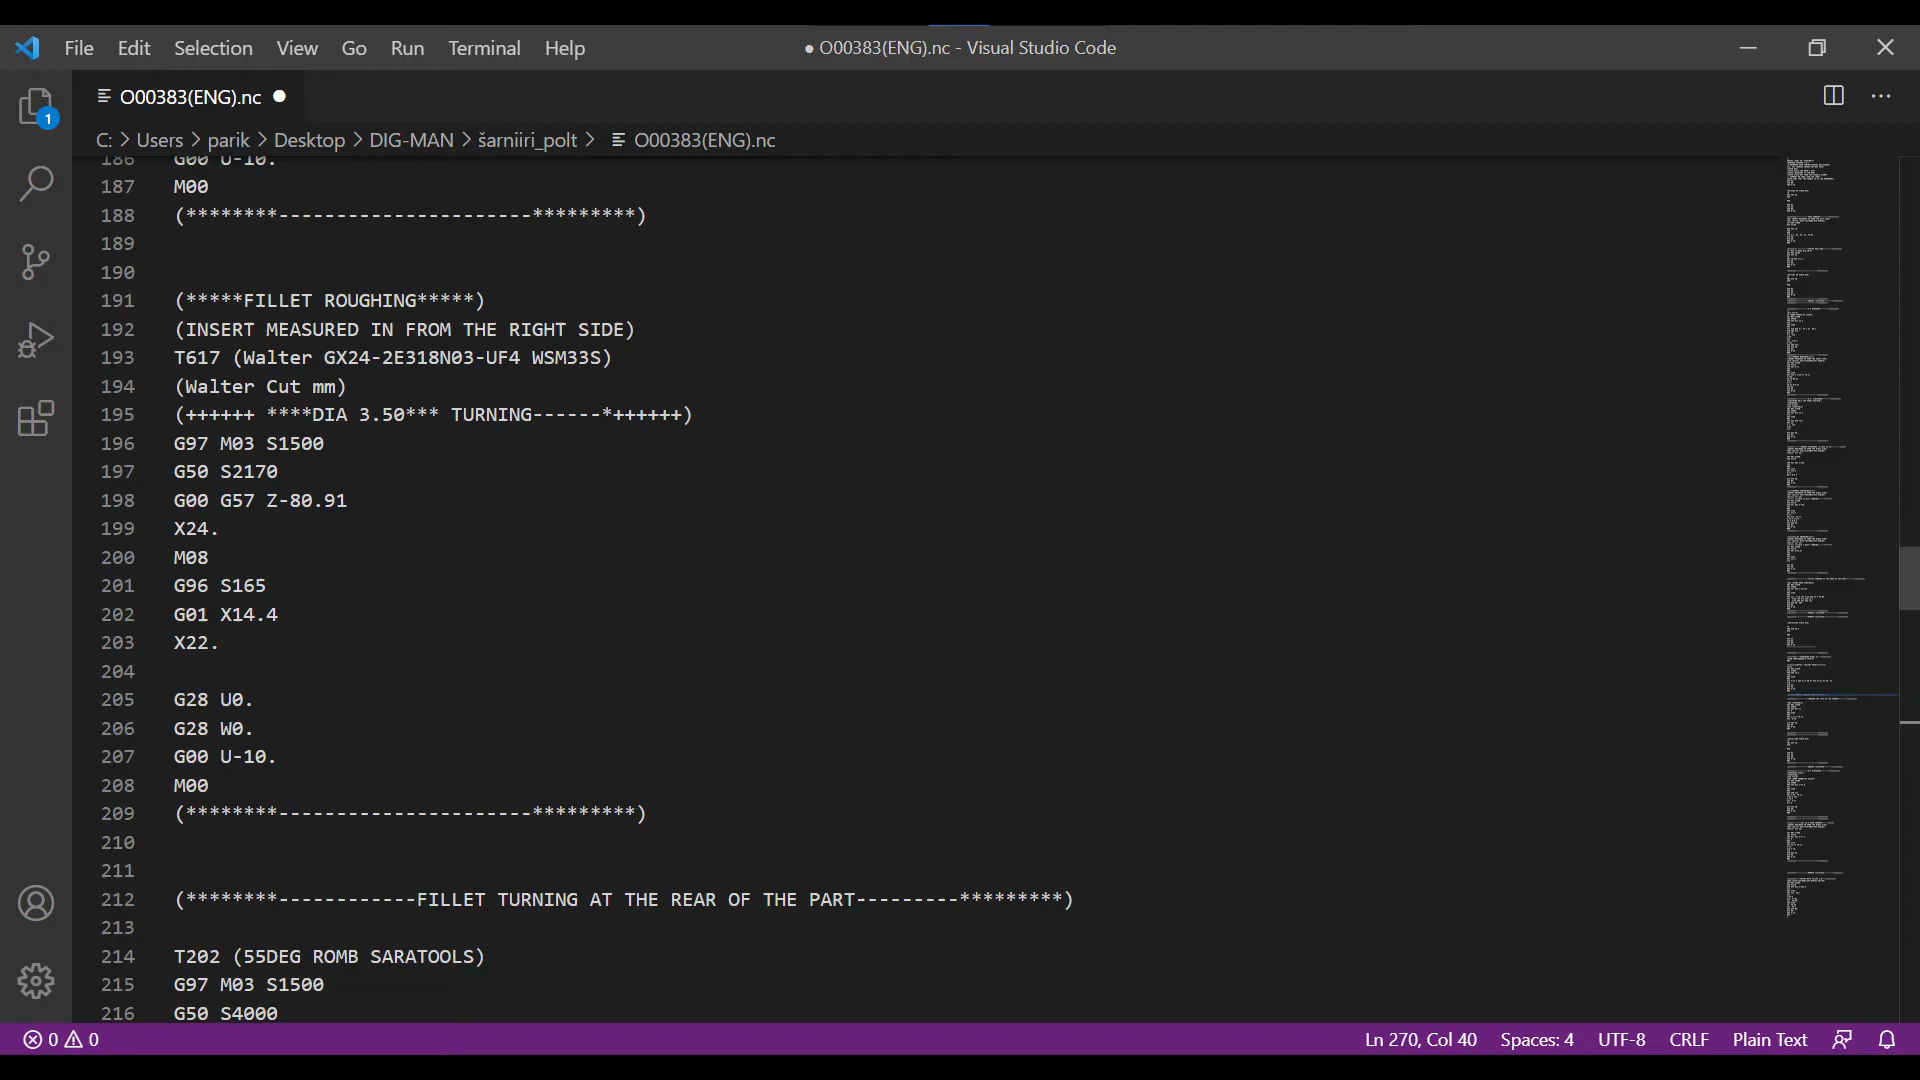 File Edit Selection View Go Run Terminal Help
● O00383(ENG).nc - Visual Studio Code
1
O00383(ENG).nc ●
C: > Users > parik > Desktop > DIG-MAN > šarniiri_polt > O00383(ENG).nc
186 G00 U-10.
187 M00
188 (********----------------------*********)
189
190
191 (*****FILLET ROUGHING*****)
192 (INSERT MEASURED IN FROM THE RIGHT SIDE)
193 T617 (Walter GX24-2E318N03-UF4 WSM33S)
194 (Walter Cut mm)
195 (++++++ ****DIA 3.50*** TURNING------*++++++)
196 G97 M03 S1500
197 G50 S2170
198 G00 G57 Z-80.91
199 X24.
200 M08
201 G96 S165
202 G01 X14.4
203 X22.
204
205 G28 U0.
206 G28 W0.
207 G00 U-10.
208 M00
209 (********----------------------*********)
210
211
212 (********------------FILLET TURNING AT THE REAR OF THE PART---------*********)
213
214 T202 (55DEG ROMB SARATOOLS)
215 G97 M03 S1500
216 G50 S4000
0 0
Ln 270, Col 40 Spaces: 4 UTF-8 CRLF Plain Text